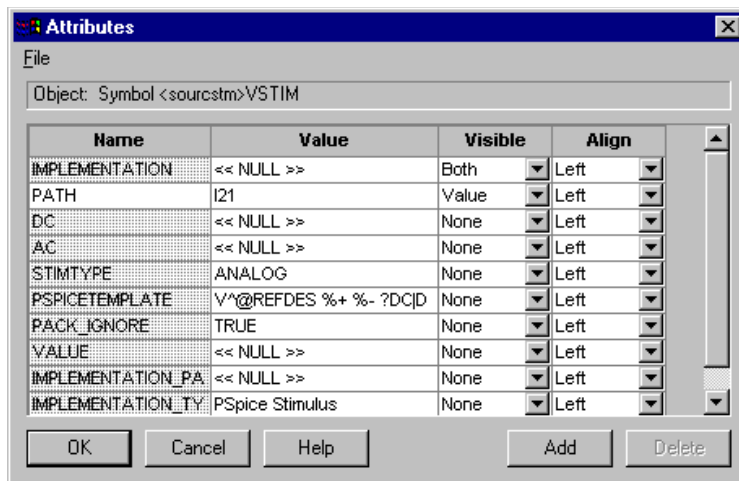 Attributes
File
Object: Symbol <sourcstm>VSTIM
Name Value Visible Align
IMPLEMENTATION << NULL >> Both Left
PATH I21 Value Left
DC << NULL >> None Left
AC << NULL >> None Left
STIMTYPE ANALOG None Left
PSPICETEMPLATE V^@REFDES %+ %- ?DC|D None Left
PACK_IGNORE TRUE None Left
VALUE << NULL >> None Left
IMPLEMENTATION_PA << NULL >> None Left
IMPLEMENTATION_TY PSpice Stimulus None Left
OK Cancel Help Add Delete